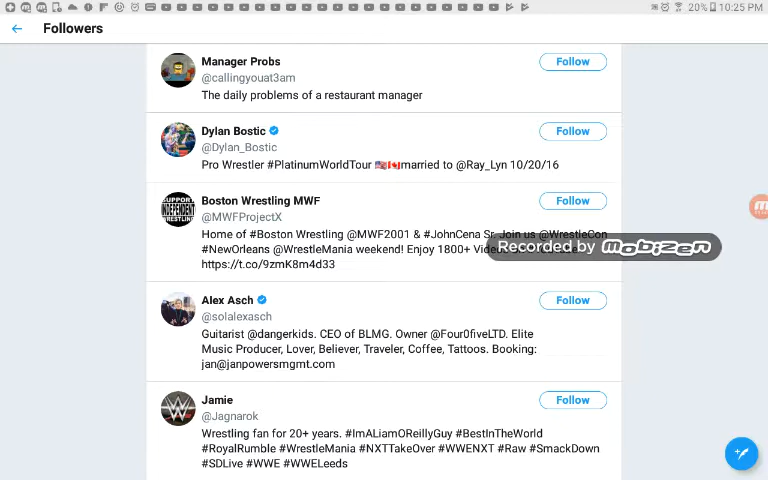 20% 10:25 PM
Followers
Manager Probs
Follow
@callingyouat3am
The daily problems of a restaurant manager
Dylan Bostic
Follow
@Dylan_Bostic
Pro Wrestler #PlatinumWorldTour 🇺🇸🇨🇦married to @Ray_Lyn 10/20/16
Boston Wrestling MWF
Follow
SUPPORT INDEPENDENT WRESTLING
@MWFProjectX
Home of #Boston Wrestling @MWF2001 & #JohnCena Sr. Join us @WrestleCon
#NewOrleans @WrestleMania weekend! Enjoy 1800+
https://t.co/9zmK8m4d33
Recorded by MOBIZEN
Alex Asch
Follow
@solalexasch
Guitarist @dangerkids. CEO of BLMG. Owner @Four0fiveLTD. Elite
Music Producer, Lover, Believer, Traveler, Coffee, Tattoos. Booking:
jan@janpowersmgmt.com
Jamie
Follow
@Jagnarok
Wrestling fan for 20+ years. #ImALiamOReillyGuy #BestInTheWorld
#RoyalRumble #WrestleMania #NXTTakeOver #WWENXT #Raw #SmackDown
#SDLive #WWE #WWELeeds